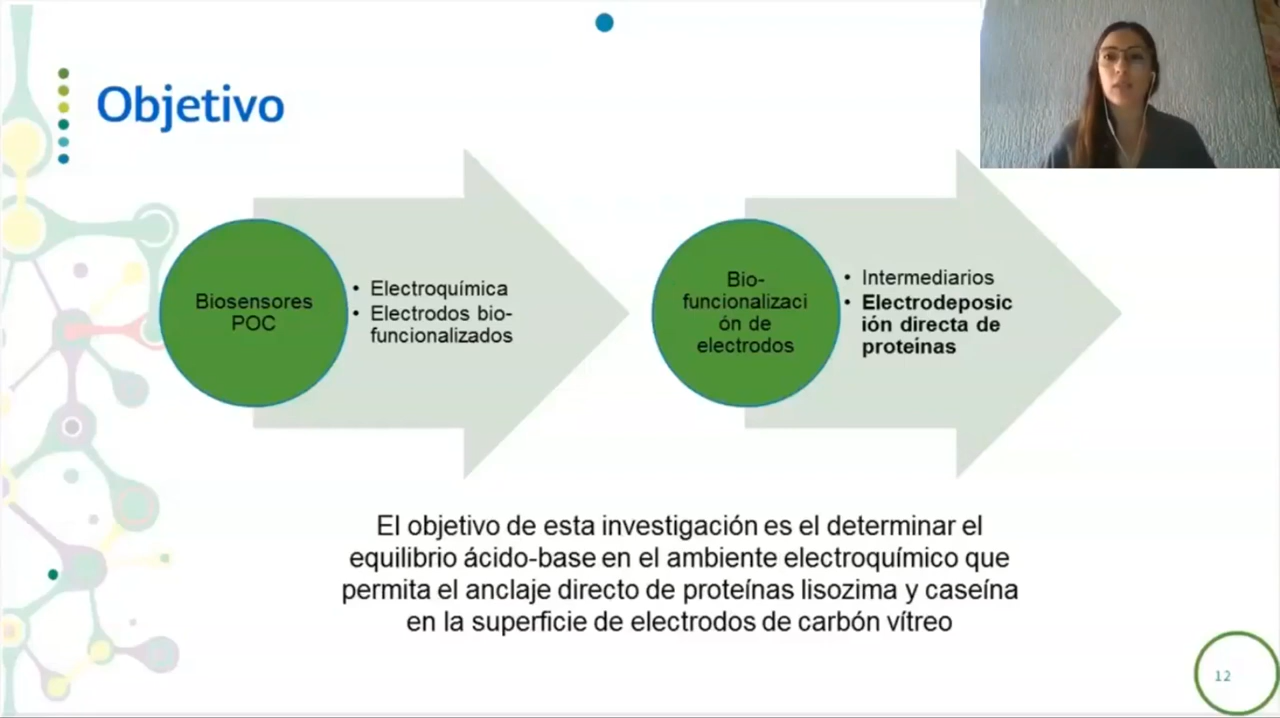 Objetivo
Biosensores
POC
• Electroquímica
• Electrodos bio-
funcionalizados
Bio-
funcionalizaci
ón de
electrodos
• Intermediarios
• Electrodeposic
ión directa de
proteínas
El objetivo de esta investigación es el determinar el
equilibrio ácido-base en el ambiente electroquímico que
permita el anclaje directo de proteínas lisozima y caseína
en la superficie de electrodos de carbón vítreo
12